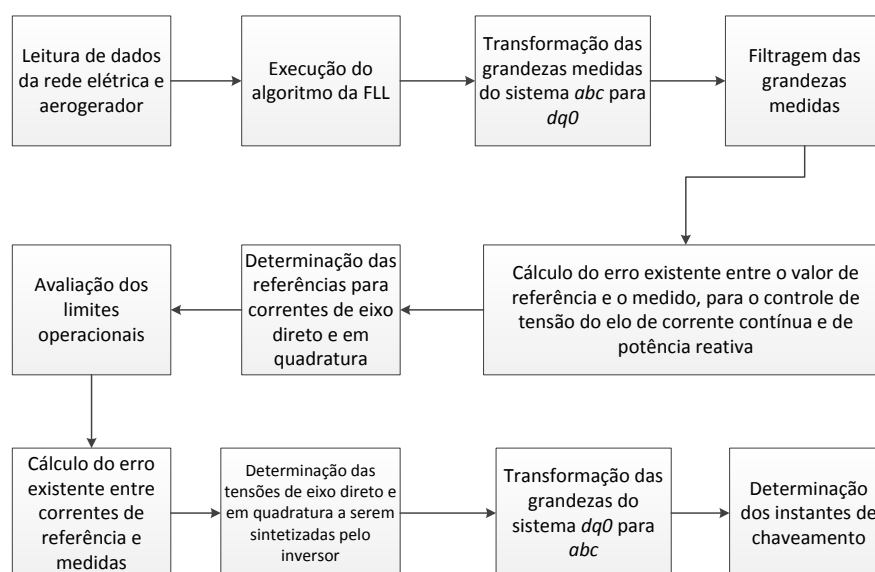 Leitura de dados
da rede elétrica e
aerogerador
Execução do
algoritmo da FLL
Transformação das
grandezas medidas
do sistema abc para
dq0
Filtragem das
grandezas
medidas
Cálculo do erro existente entre o valor de
referência e o medido, para o controle de
tensão do elo de corrente contínua e de
potência reativa
Determinação das
referências para
correntes de eixo
direto e em
quadratura
Avaliação dos
limites
operacionais
Cálculo do erro
existente entre
correntes de
referência e
medidas
Determinação das
tensões de eixo direto e
em quadratura a serem
sintetizadas pelo
inversor
Transformação das
grandezas do
sistema dq0 para
abc
Determinação
dos instantes de
chaveamento